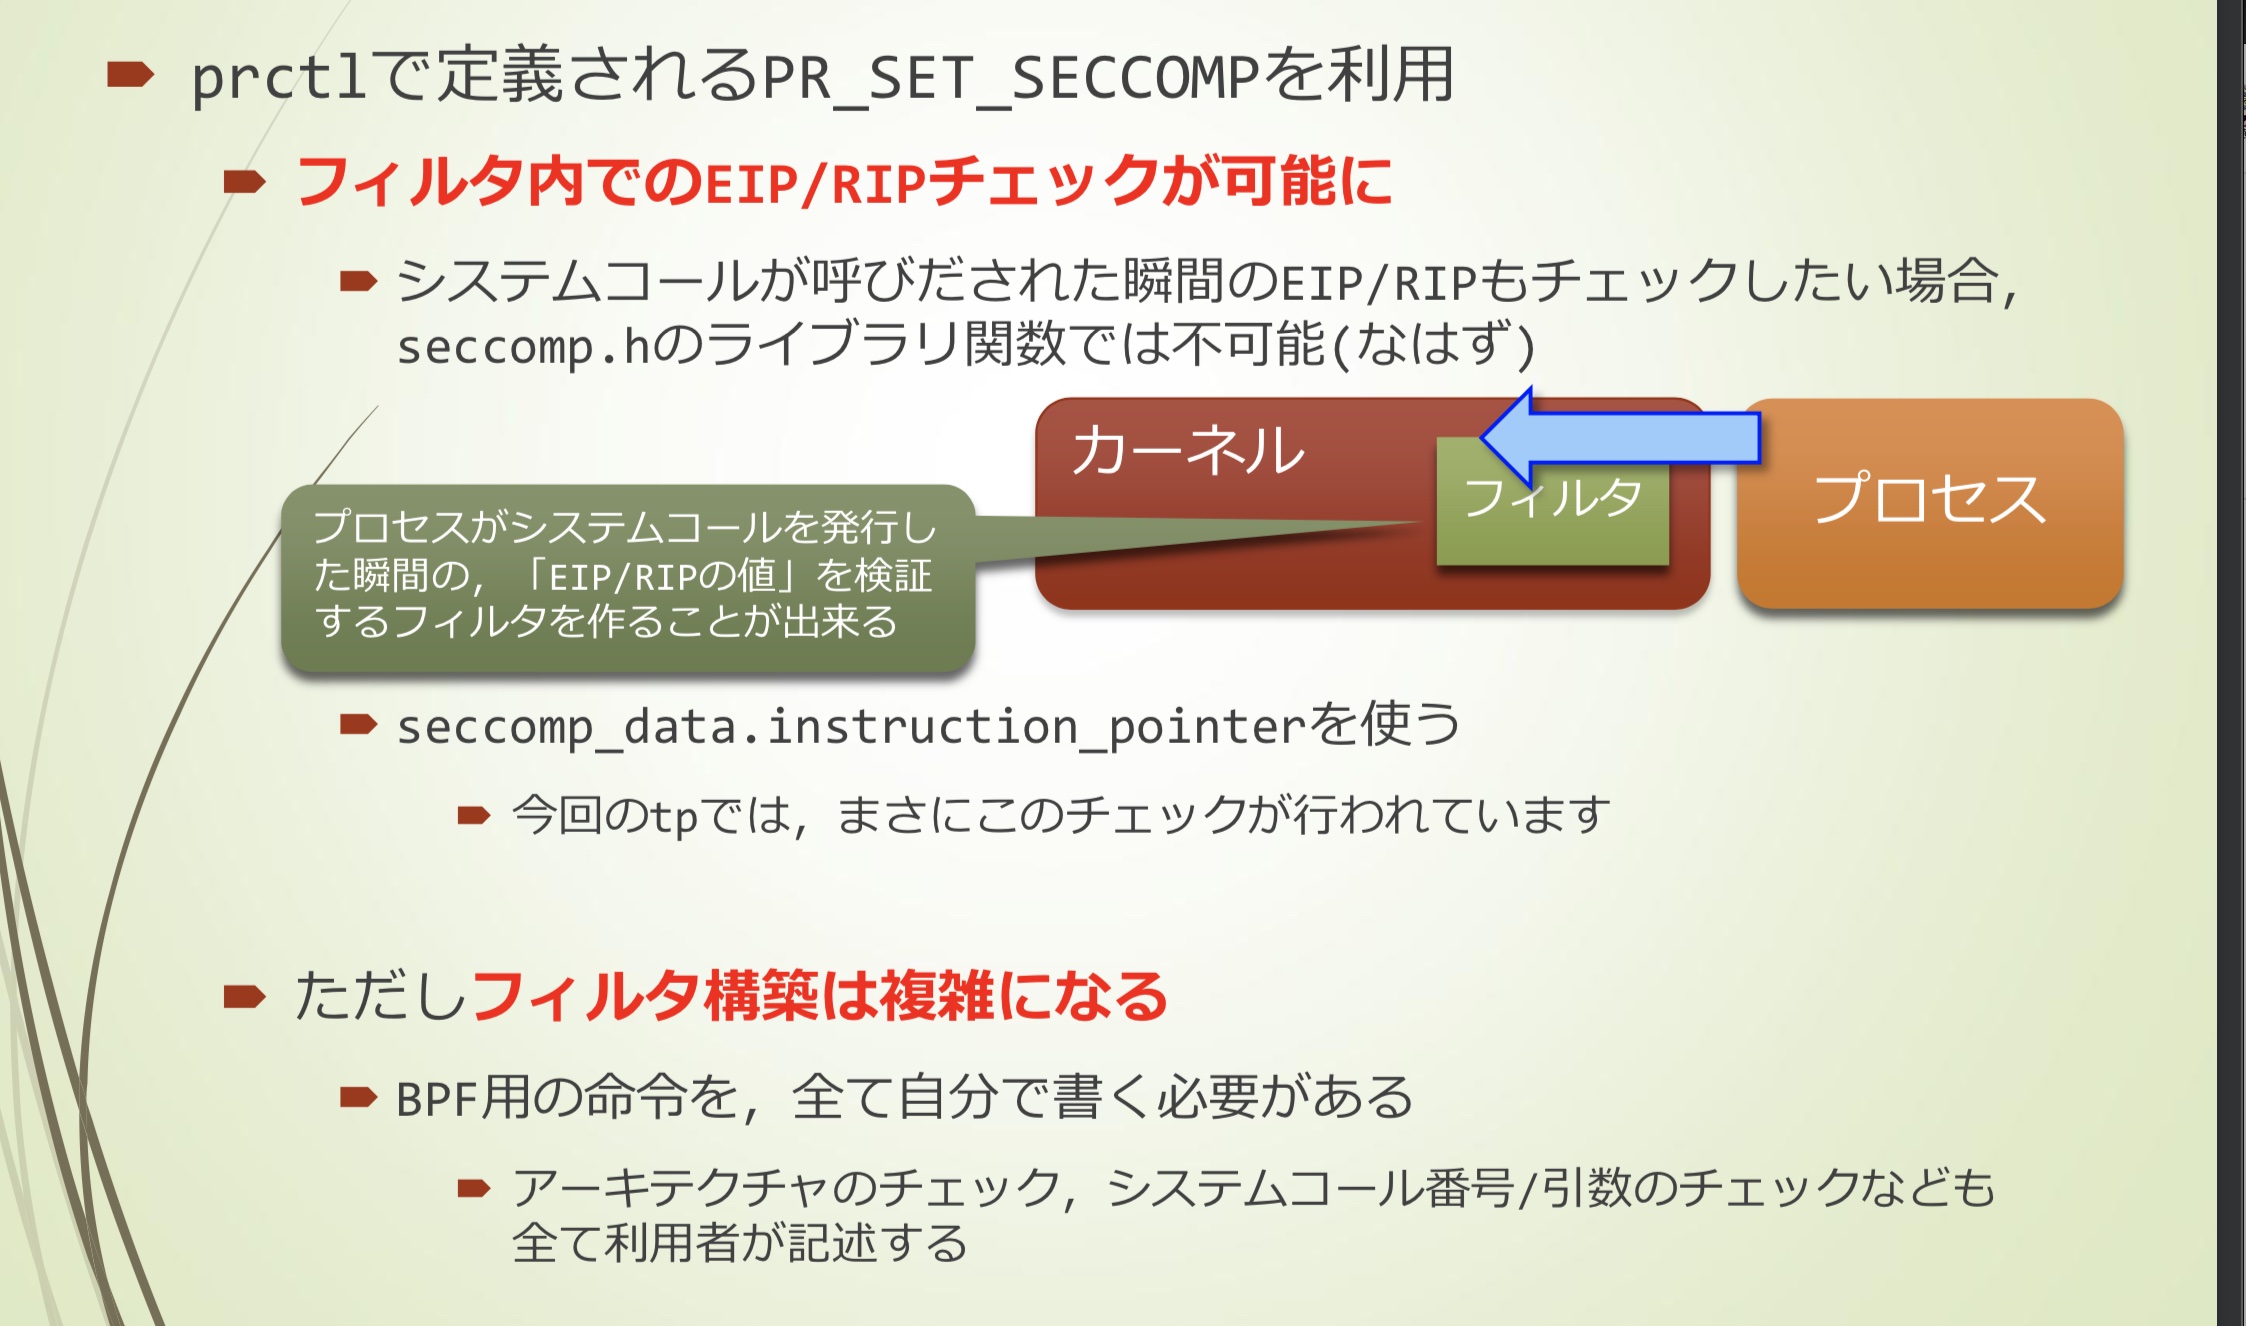 prctlで定義されるPR_SET_SECCOMPを利用
フィルタ内でのEIP/RIPチェックが可能に
システムコールが呼びだされた瞬間のEIP/RIPもチェックしたい場合,
seccomp.hのライブラリ関数では不可能(なはず)
カーネル
フィルタ
プロセス
プロセスがシステムコールを発行し
た瞬間の,「EIP/RIPの値」を検証
するフィルタを作ることが出来る
seccomp_data.instruction_pointerを使う
今回のtpでは, まさにこのチェックが行われています
ただしフィルタ構築は複雑になる
BPF用の命令を, 全て自分で書く必要がある
アーキテクチャのチェック, システムコール番号/引数のチェックなども
全て利用者が記述する